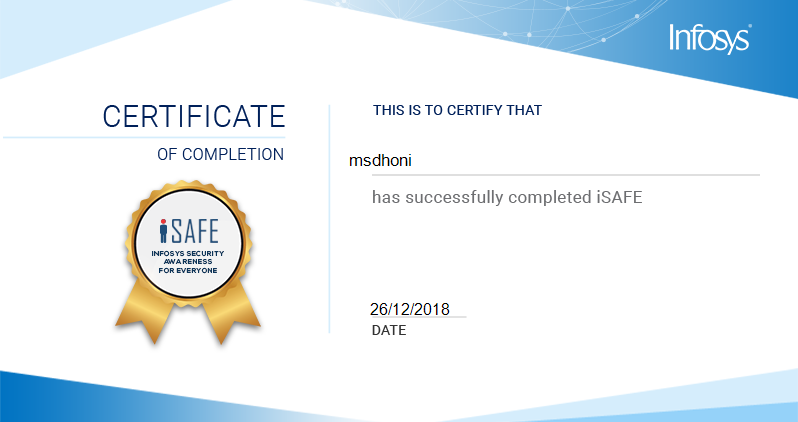 Infosys
CERTIFICATE
OF COMPLETION
iSAFE
INFOSYS SECURITY
AWARENESS
FOR EVERYONE
THIS IS TO CERTIFY THAT
msdhoni
has successfully completed iSAFE
26/12/2018
DATE